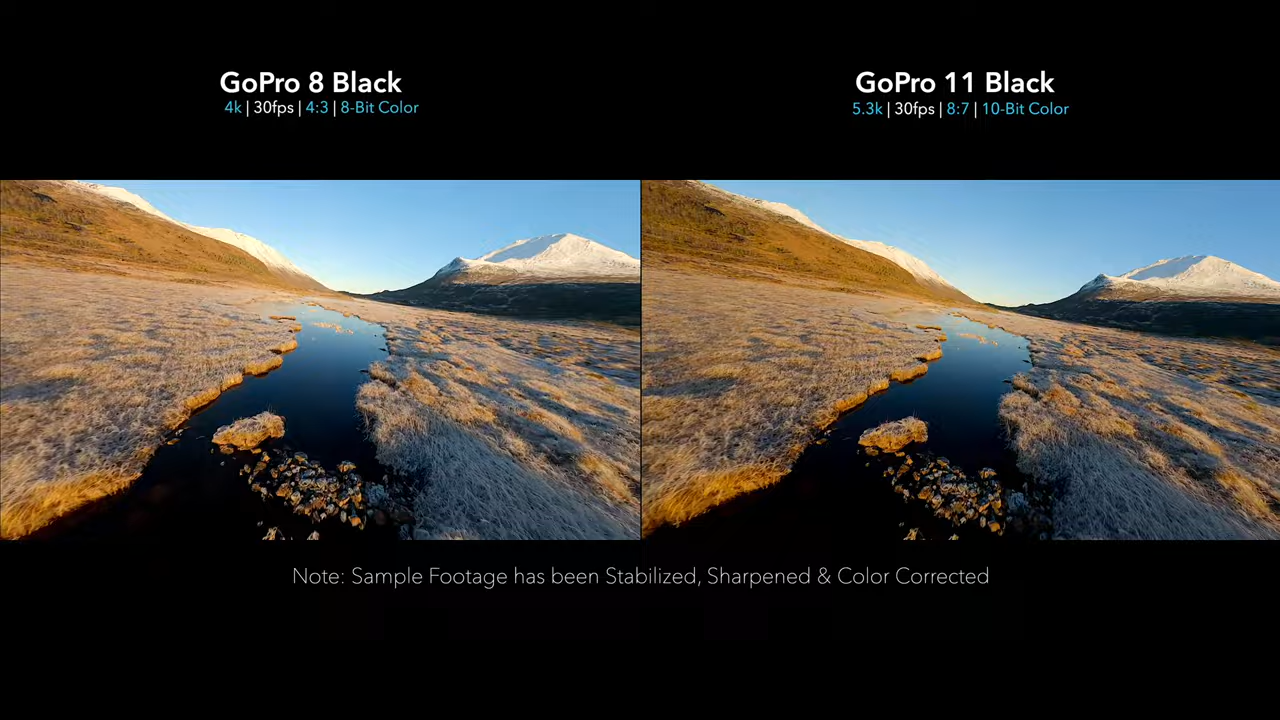 GoPro 8 Black
4k | 30fps | 4:3 | 8-Bit Color
GoPro 11 Black
5.3k | 30fps | 8:7 | 10-Bit Color
Note: Sample Footage has been Stabilized, Sharpened & Color Corrected